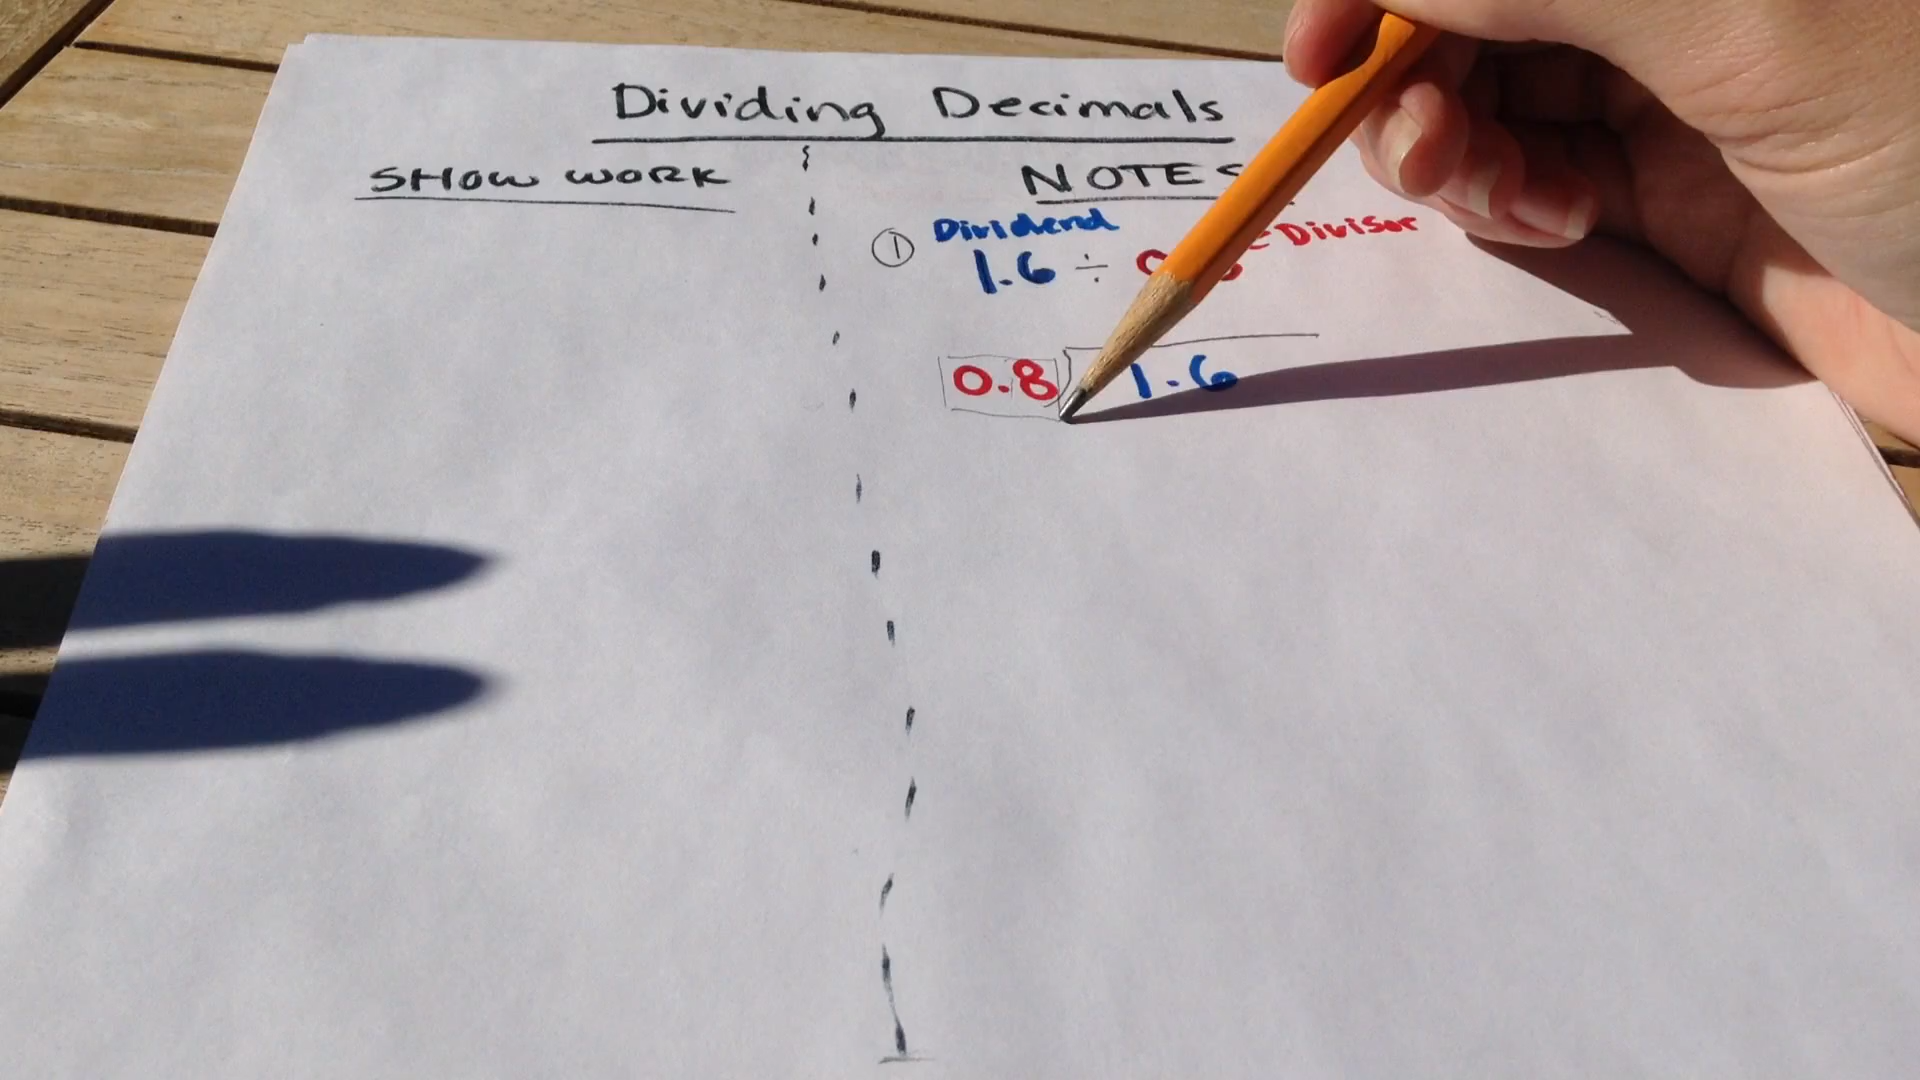 Dividing Decimals
SHOW WORK
NOTES
① Dividend
Divisor
1.6 ÷
0.8 1.6